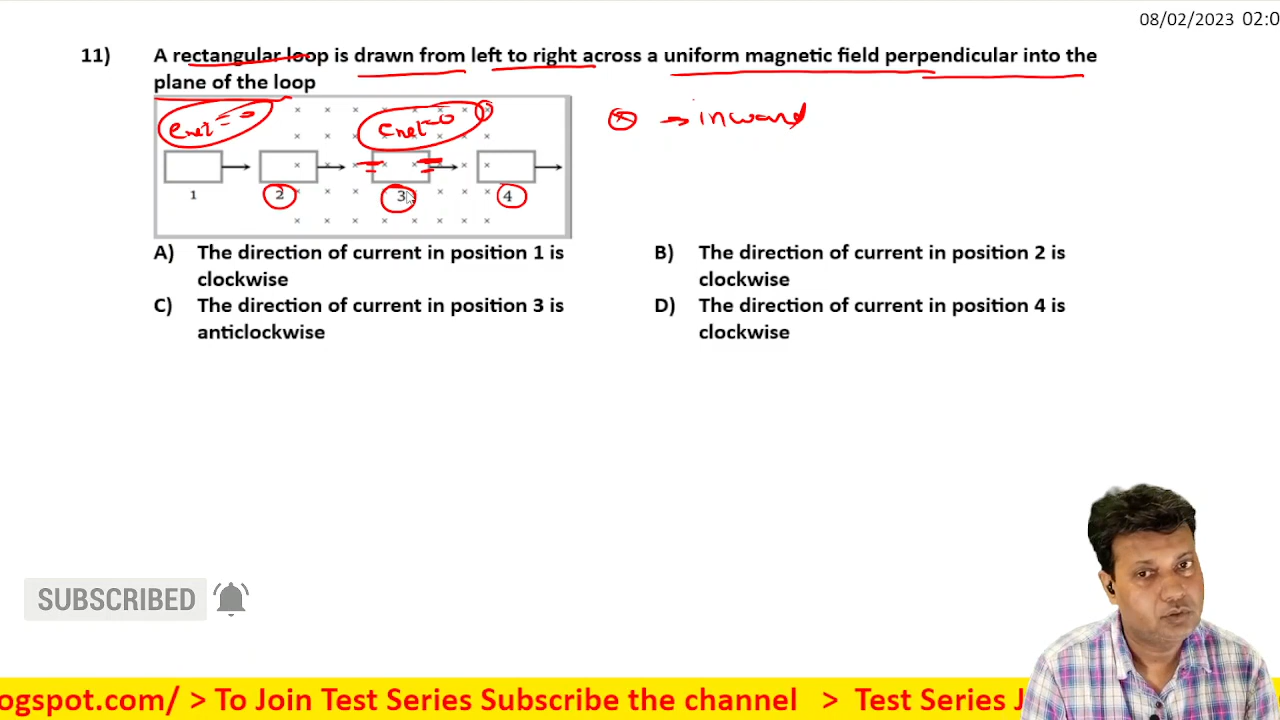 08/02/2023 02:0
11) A rectangular loop is drawn from left to right across a uniform magnetic field perpendicular into the
plane of the loop
enet = 0
enet = 0
⊗ → inward
1 2 3 4
A) The direction of current in position 1 is
clockwise
B) The direction of current in position 2 is
clockwise
C) The direction of current in position 3 is
anticlockwise
D) The direction of current in position 4 is
clockwise
SUBSCRIBED
ogspot.com/ > To Join Test Series Subscribe the channel > Test Series J